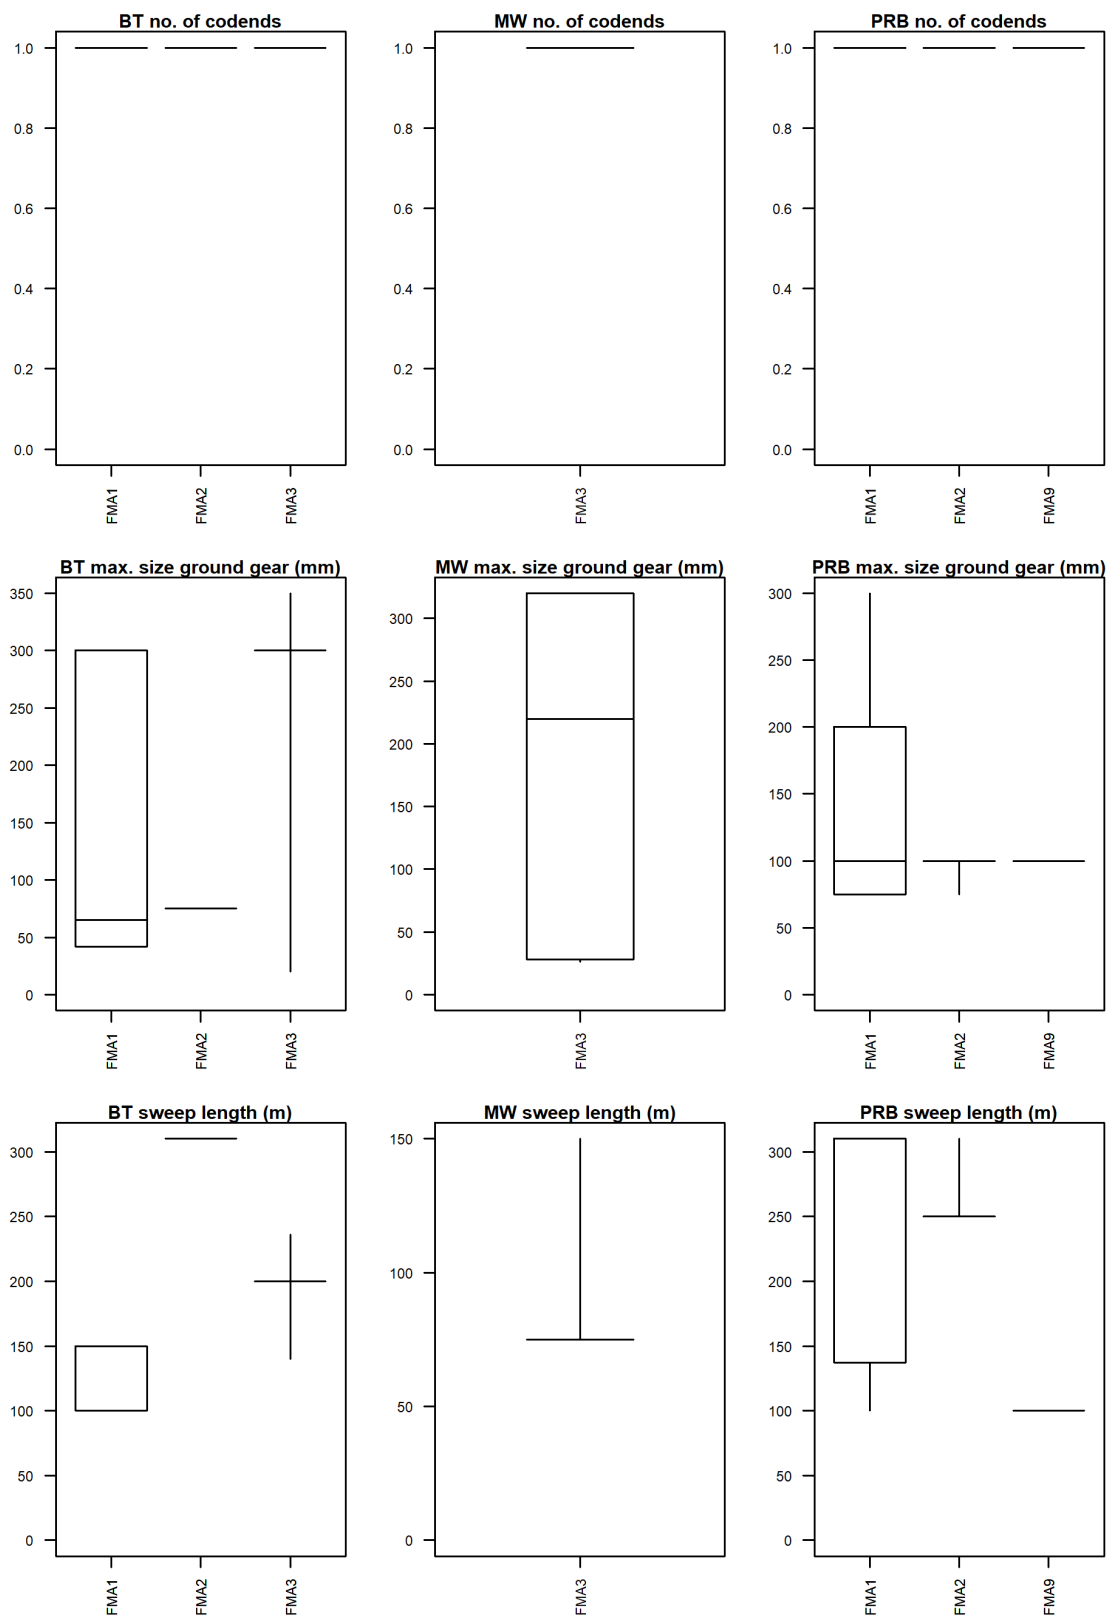 BT no. of codends
1.0
0.8
0.6
0.4
0.2
0.0
FMA1
FMA2
FMA3
MW no. of codends
1.0
0.8
0.6
0.4
0.2
0.0
FMA3
PRB no. of codends
1.0
0.8
0.6
0.4
0.2
0.0
FMA1
FMA2
FMA9
BT max. size ground gear (mm)
350
300
250
200
150
100
50
0
FMA1
FMA2
FMA3
MW max. size ground gear (mm)
300
250
200
150
100
50
0
FMA3
PRB max. size ground gear (mm)
300
250
200
150
100
50
0
FMA1
FMA2
FMA9
BT sweep length (m)
300
250
200
150
100
50
0
FMA1
FMA2
FMA3
MW sweep length (m)
150
100
50
0
FMA3
PRB sweep length (m)
300
250
200
150
100
50
0
FMA1
FMA2
FMA9